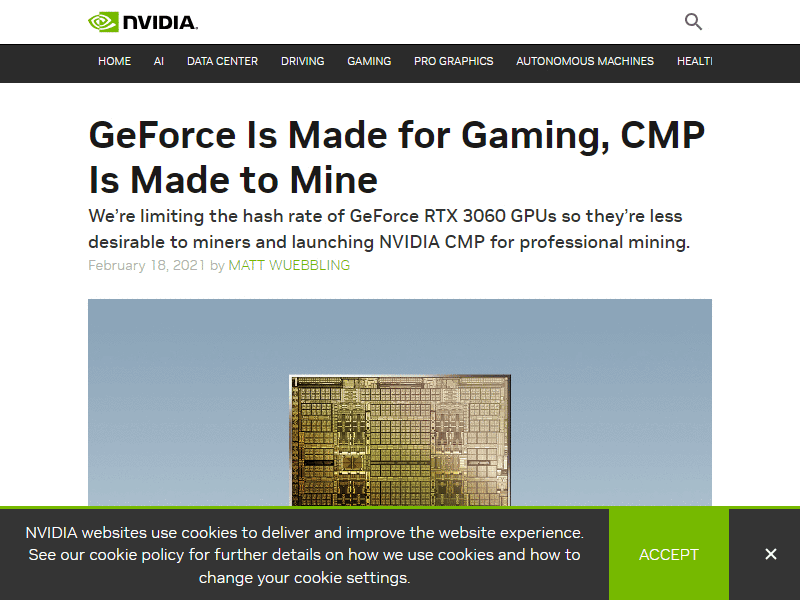 NVIDIA.
HOME AI DATA CENTER DRIVING GAMING PRO GRAPHICS AUTONOMOUS MACHINES HEALT
GeForce Is Made for Gaming, CMP
Is Made to Mine
We're limiting the hash rate of GeForce RTX 3060 GPUs so they're less
desirable to miners and launching NVIDIA CMP for professional mining.
February 18, 2021 by MATT WUEBBLING
NVIDIA websites use cookies to deliver and improve the website experience.
See our cookie policy for further details on how we use cookies and how to
change your cookie settings.
ACCEPT
×